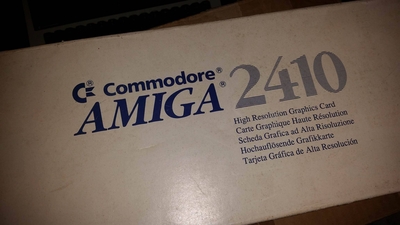 Commodore®
AMIGA® 2410
High Resolution Graphics Card
Carte Graphique Haute Résolution
Scheda Grafica ad Alta Risoluzione
Hochauflösende Grafikkarte
Tarjeta Gráfica de Alta Resolución